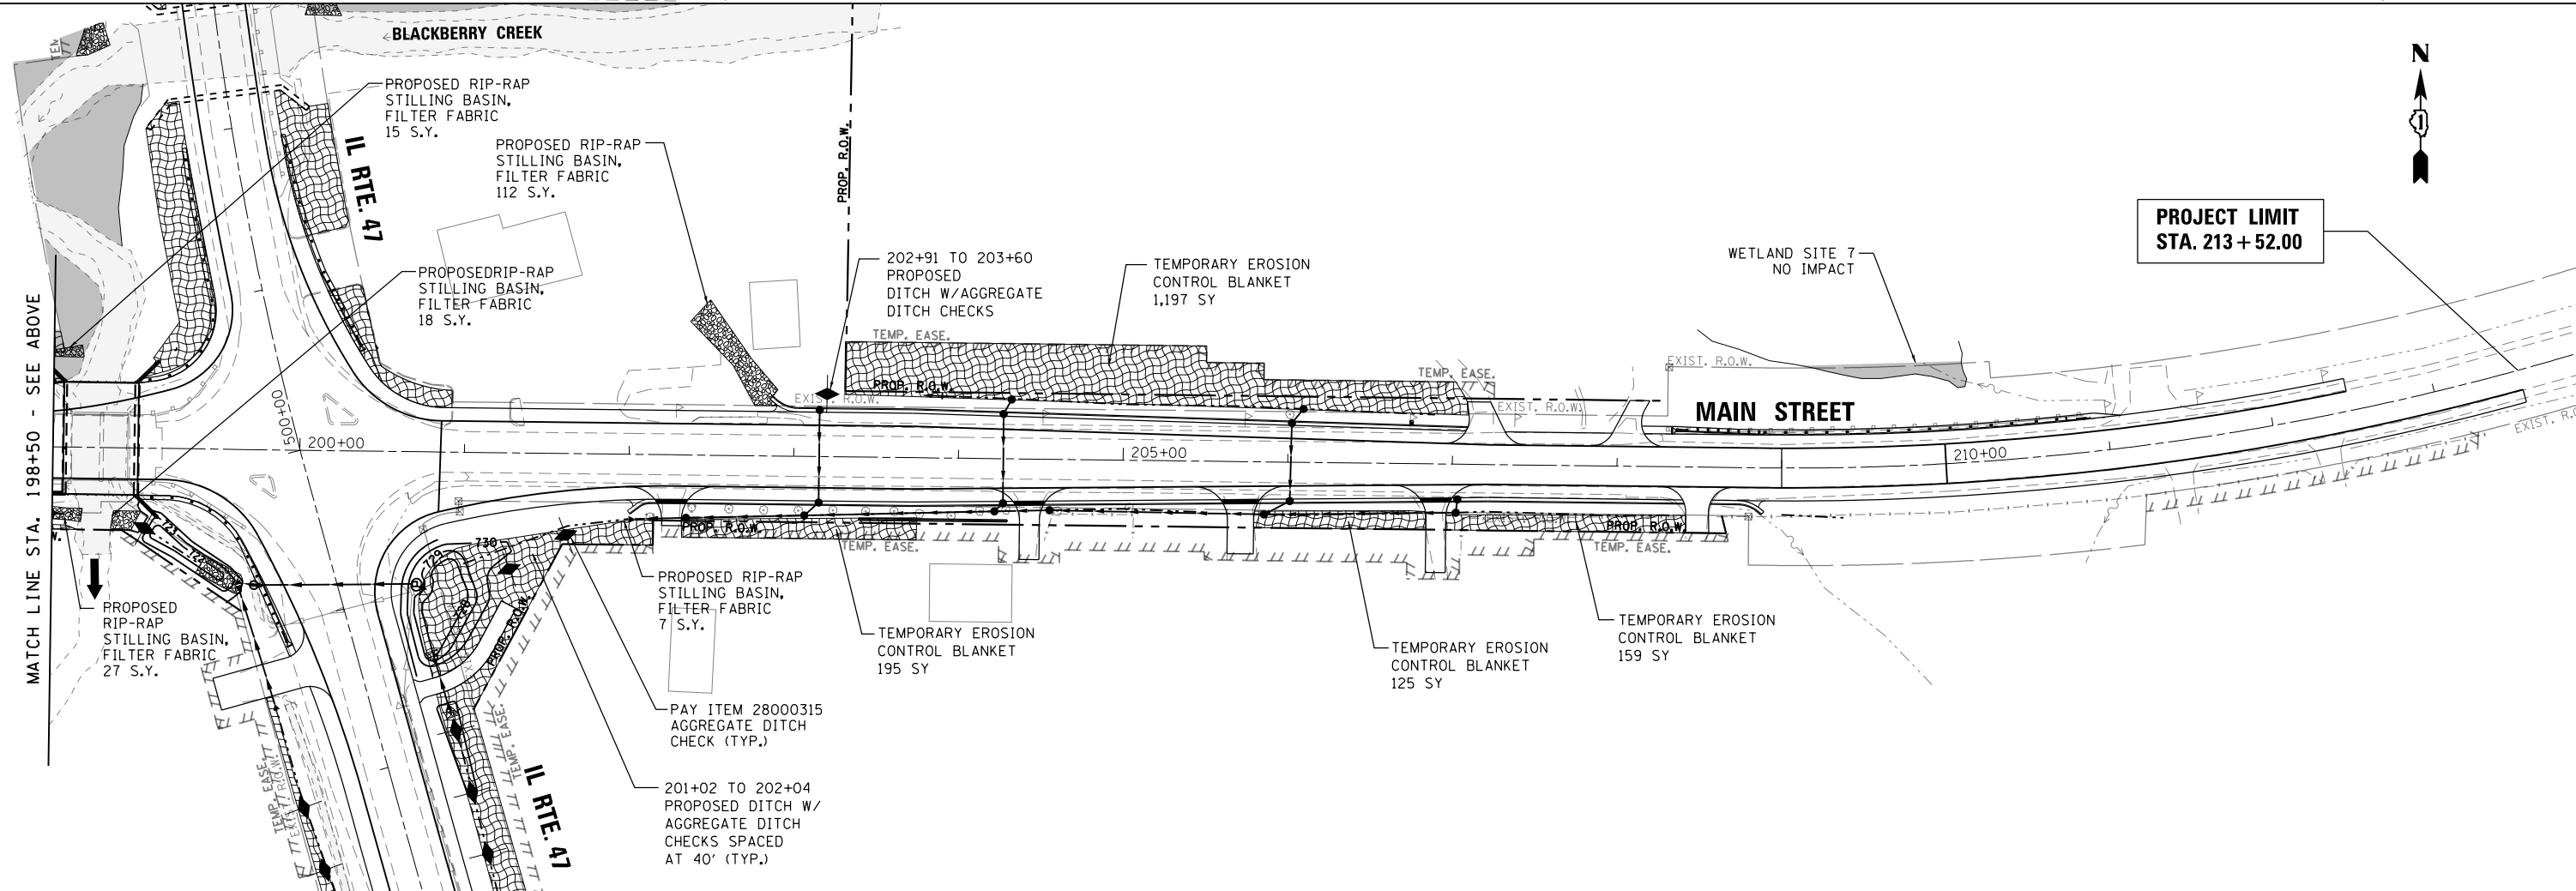 BLACKBERRY CREEK
N
PROPOSED RIP-RAP
STILLING BASIN,
FILTER FABRIC
15 S.Y.
PROPOSED RIP-RAP
STILLING BASIN,
FILTER FABRIC
112 S.Y.
IL RTE. 47
PROP. R.O.W.
PROJECT LIMIT
STA. 213+52.00
PROPOSEDRIP-RAP
STILLING BASIN,
FILTER FABRIC
18 S.Y.
202+91 TO 203+60
PROPOSED
DITCH W/AGGREGATE
DITCH CHECKS
TEMPORARY EROSION
CONTROL BLANKET
1,197 SY
WETLAND SITE 7
NO IMPACT
TEMP. EASE.
TEMP. EASE.
EXIST. R.O.W.
PROP. R.O.W.
EXIST. R.O.W.
EXIST. R.O.W.
MAIN STREET
MATCH LINE STA. 198+50 - SEE ABOVE
500+00
200+00
205+00
210+00
EXIST. R.O
PROP. R.O.W.
PROP. R.O.W.
TEMP. EASE.
TEMP. EASE.
723
722
730
729
728
PROP. R.O.W.
PROPOSED
RIP-RAP
STILLING BASIN,
FILTER FABRIC
27 S.Y.
PROPOSED RIP-RAP
STILLING BASIN,
FILTER FABRIC
7 S.Y.
TEMPORARY EROSION
CONTROL BLANKET
195 SY
TEMPORARY EROSION
CONTROL BLANKET
125 SY
TEMPORARY EROSION
CONTROL BLANKET
159 SY
PAY ITEM 28000315
AGGREGATE DITCH
CHECK (TYP.)
201+02 TO 202+04
PROPOSED DITCH W/
AGGREGATE DITCH
CHECKS SPACED
AT 40' (TYP.)
TEMP. EASE.
EXIST. R.O.W.
TEMP. EASE.
IL RTE. 47